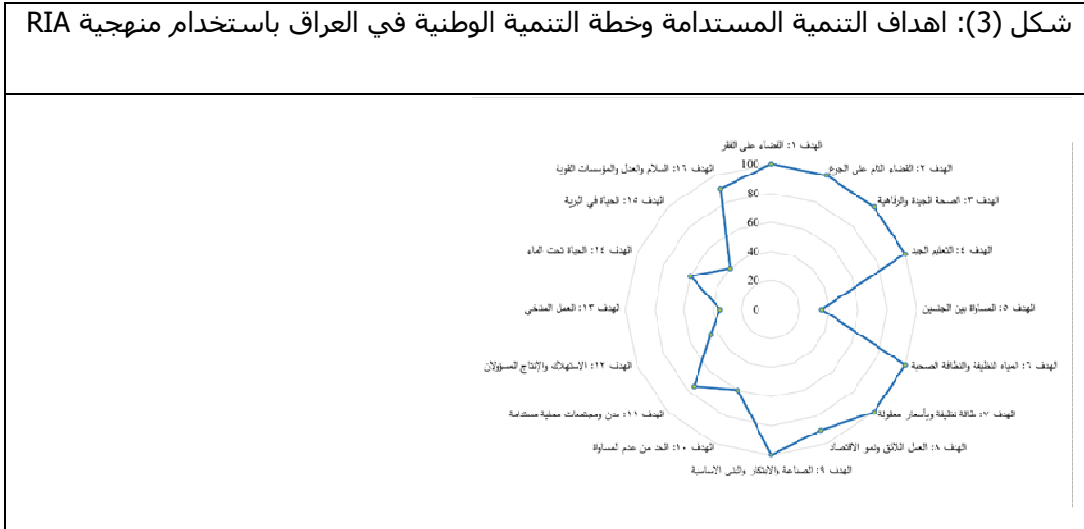 شكل (3): اهداف التنمية المستدامة وخطة التنمية الوطنية في العراق باستخدام منهجية RIA
الهدف ١: القضاء على الفقر
الهدف ٢: القضاء التام على الجوع
الهدف ٣: الصحة الجيدة والرفاهية
الهدف ٤: التعليم الجيد
الهدف ٥: المساواة بين الجنسين
الهدف ٦: المياه النظيفة والنظافة الصحية
الهدف ٧: طاقة نظيفة وبأسعار معقولة
الهدف ٨: العمل اللائق ونمو الاقتصاد
الهدف ٩: الصناعة والابتكار والبنى الاساسية
الهدف ١٠: الحد من عدم المساواة
الهدف ١١: مدن ومجتمعات محلية مستدامة
الهدف ١٢: الاستهلاك والإنتاج المسؤولان
الهدف ١٣: العمل المناخي
الهدف ١٤: الحياة تحت الماء
الهدف ١٥: الحياة في البرية
الهدف ١٦: السلام والعدل والمؤسسات القوية
100
80
60
40
20
0